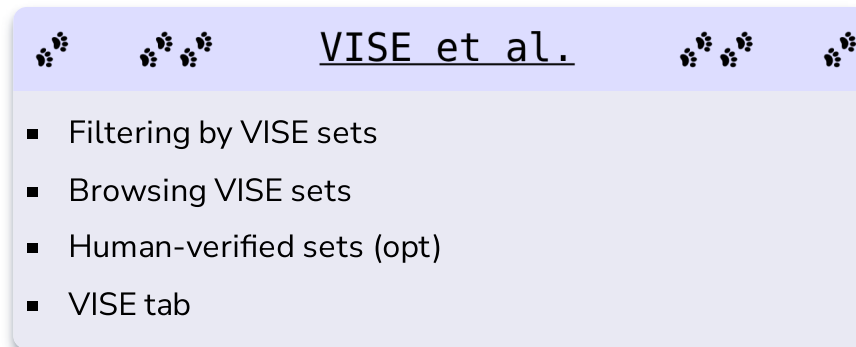 VISE et al.
Filtering by VISE sets
Browsing VISE sets
Human-verified sets (opt)
VISE tab